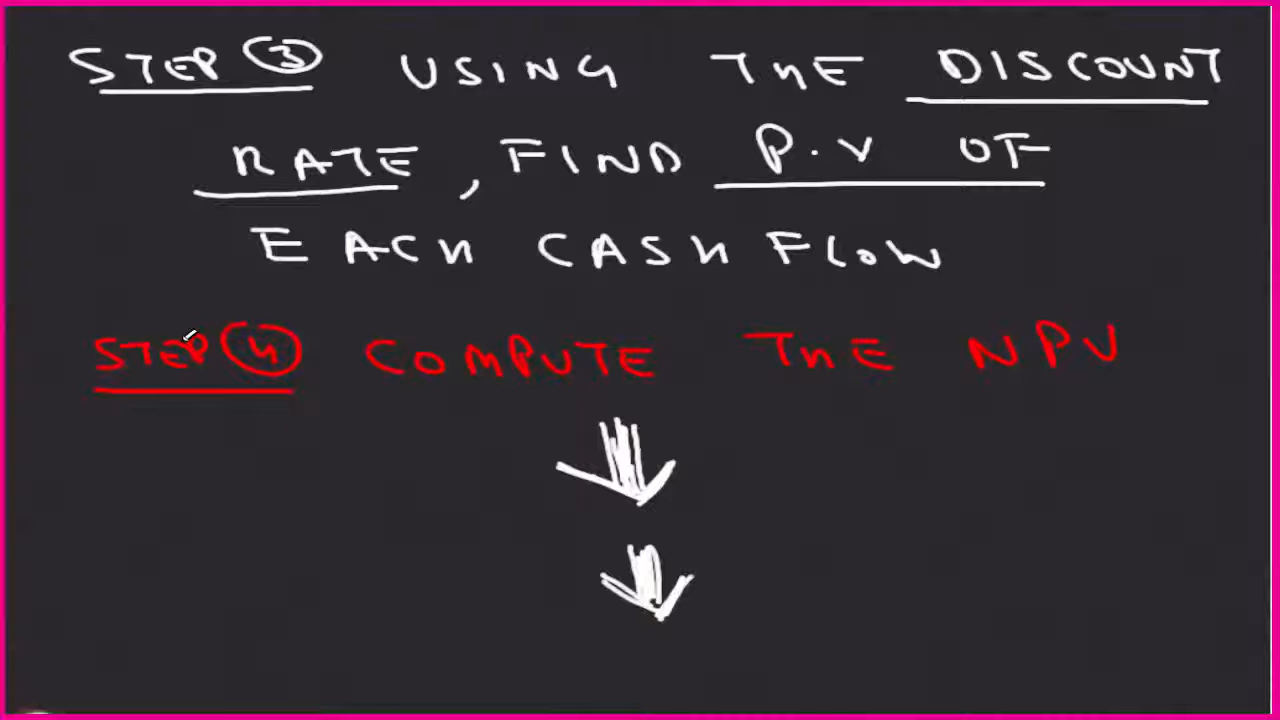 STEP 3 USING THE DISCOUNT
RATE, FIND P.V OF
EACH CASH FLOW
STEP 4 COMPUTE THE NPV